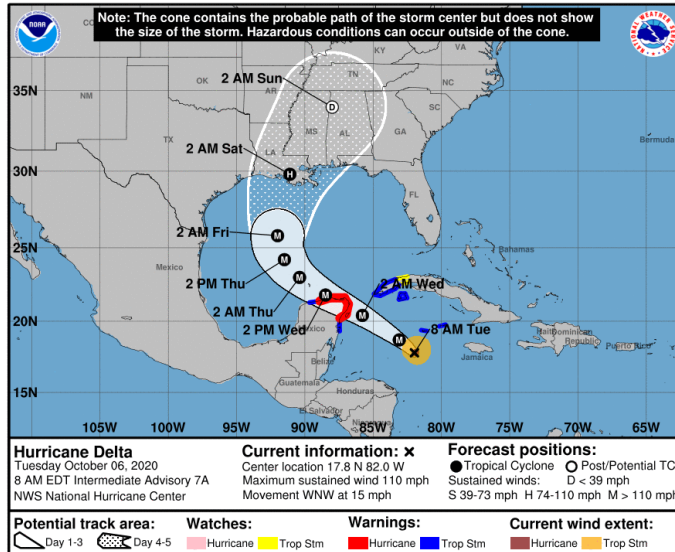 Note: The cone contains the probable path of the storm center but does not show
the size of the storm. Hazardous conditions can occur outside of the cone.
NOAA
NATIONAL WEATHER SERVICE
KY
VA
2 AM Sun
TN
NC
OK
AR
35N
NM
D
SC
MS
AL
GA
2 AM Sat
TX
LA
Bermuda
30N
H
FL
2 AM Fri
M
25N
Bahamas
2 PM Thu
M
Mexico
2 AM Thu
M
2 AM Wed
M
2 PM Wed
Mexico
M
8 AM Tue
20N
M
Haiti
Dominican
Republic
Puerto Rico
Belize
Jamaica
15N
Guatemala
Honduras
El Salvador
Nicaragua
105W 100W 95W 90W 85W 80W 75W 70W 65W
Hurricane Delta
Tuesday October 06, 2020
8 AM EDT Intermediate Advisory 7A
NWS National Hurricane Center
Current information: ×
Center location 17.8 N 82.0 W
Maximum sustained wind 110 mph
Movement WNW at 15 mph
Forecast positions:
Tropical Cyclone Post/Potential TC
Sustained winds: D < 39 mph
S 39-73 mph H 74-110 mph M > 110 mph
Potential track area:
Day 1-3 Day 4-5
Watches:
Hurricane Trop Stm
Warnings:
Hurricane Trop Stm
Current wind extent:
Hurricane Trop Stm